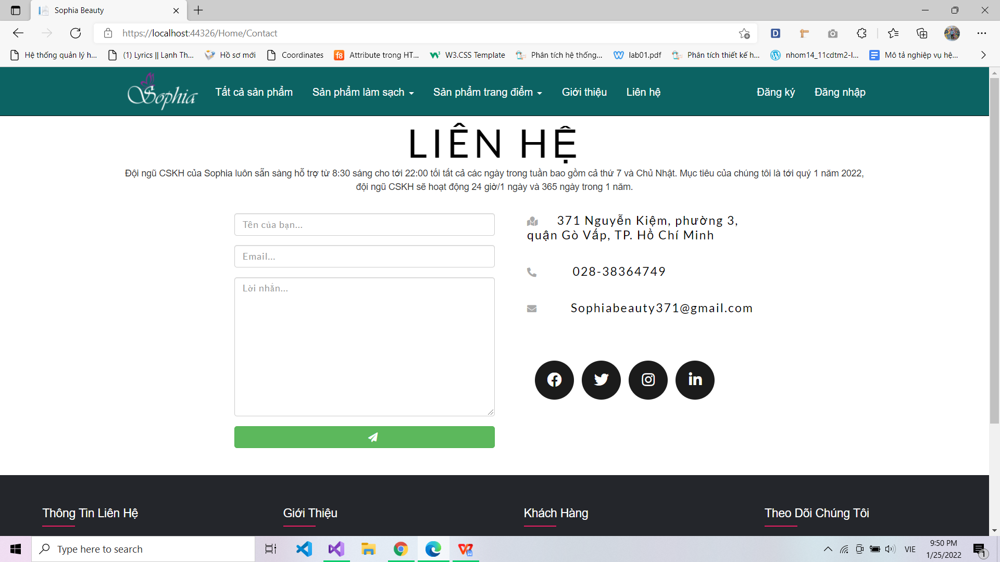 Sophia Beauty
https://localhost:44326/Home/Contact
Hệ thống quản lý h...
(1) Lyrics || Lạnh Th...
Hồ sơ mới
Coordinates
Attribute trong HT...
W3.CSS Template
Phân tích hệ thống...
lab01.pdf
Phân tích thiết kế h...
nhom14_11cdtm2-l...
Mô tả nghiệp vụ hệ...
Sophia
Tất cả sản phẩm
Sản phẩm làm sạch
Sản phẩm trang điểm
Giới thiệu
Liên hệ
Đăng ký
Đăng nhập
LIÊN HỆ
Đội ngũ CSKH của Sophia luôn sẵn sàng hỗ trợ từ 8:30 sáng cho tới 22:00 tối tất cả các ngày trong tuần bao gồm cả thứ 7 và Chủ Nhật. Mục tiêu của chúng tôi là tới quý 1 năm 2022,
đội ngũ CSKH sẽ hoạt động 24 giờ/1 ngày và 365 ngày trong 1 năm.
Tên của bạn...
Email...
Lời nhắn...
371 Nguyễn Kiệm, phường 3,
quận Gò Vấp, TP. Hồ Chí Minh
028-38364749
Sophiabeauty371@gmail.com
Thông Tin Liên Hệ
Giới Thiệu
Khách Hàng
Theo Dõi Chúng Tôi
Type here to search
VIE
9:50 PM
1/25/2022
1